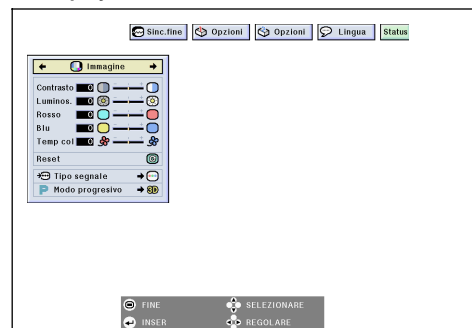 Sinc.fine Opzioni Opzioni Lingua Status
Immagine
Contrasto 0
Luminos. 0
Rosso 0
Blu 0
Temp col 0
Reset
Tipo segnale
P Modo progresivo 3D
FINE SELEZIONARE
INSER REGOLARE